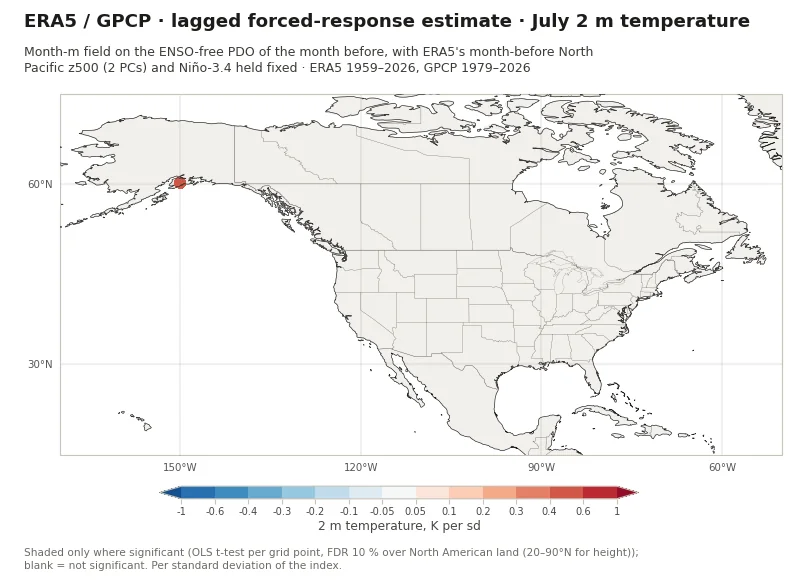 ERA5 / GPCP · lagged forced-response estimate · July 2 m temperature
Month-m field on the ENSO-free PDO of the month before, with ERA5's month-before North
Pacific z500 (2 PCs) and Niño-3.4 held fixed · ERA5 1959–2026, GPCP 1979–2026
60°N
30°N
150°W 120°W 90°W 60°W
-1 -0.6 -0.4 -0.3 -0.2 -0.1 -0.05 0.05 0.1 0.2 0.3 0.4 0.6 1
2 m temperature, K per sd
Shaded only where significant (OLS t-test per grid point, FDR 10 % over North American land (20–90°N for height));
blank = not significant. Per standard deviation of the index.